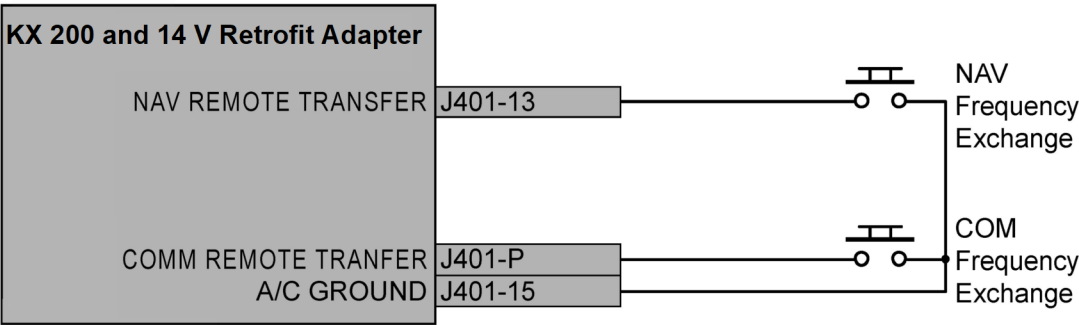 KX 200 and 14 V Retrofit Adapter
NAV REMOTE TRANSFER J401-13
NAV
Frequency
Exchange
COMM REMOTE TRANFER J401-P
A/C GROUND J401-15
COM
Frequency
Exchange